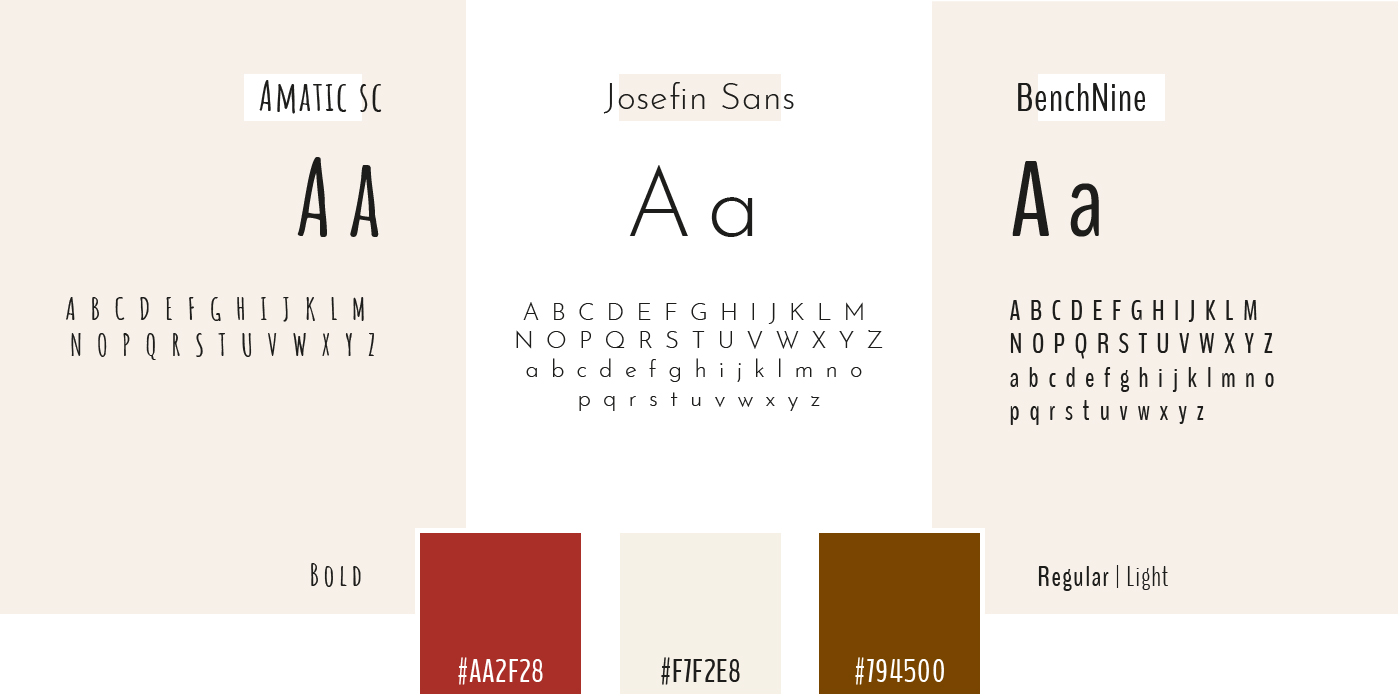 AMATIC SC
A A
A B C D E F G H I J K L M
N O P Q R S T U V W X Y Z
BOLD
Josefin Sans
A a
A B C D E F G H I J K L M
N O P Q R S T U V W X Y Z
a b c d e f g h i j k l m n o
p q r s t u v w x y z
BenchNine
A a
A B C D E F G H I J K L M
N O P Q R S T U V W X Y Z
a b c d e f g h i j k l m n o
p q r s t u v w x y z
Regular | Light
#AA2F28
#F7F2E8
#794500